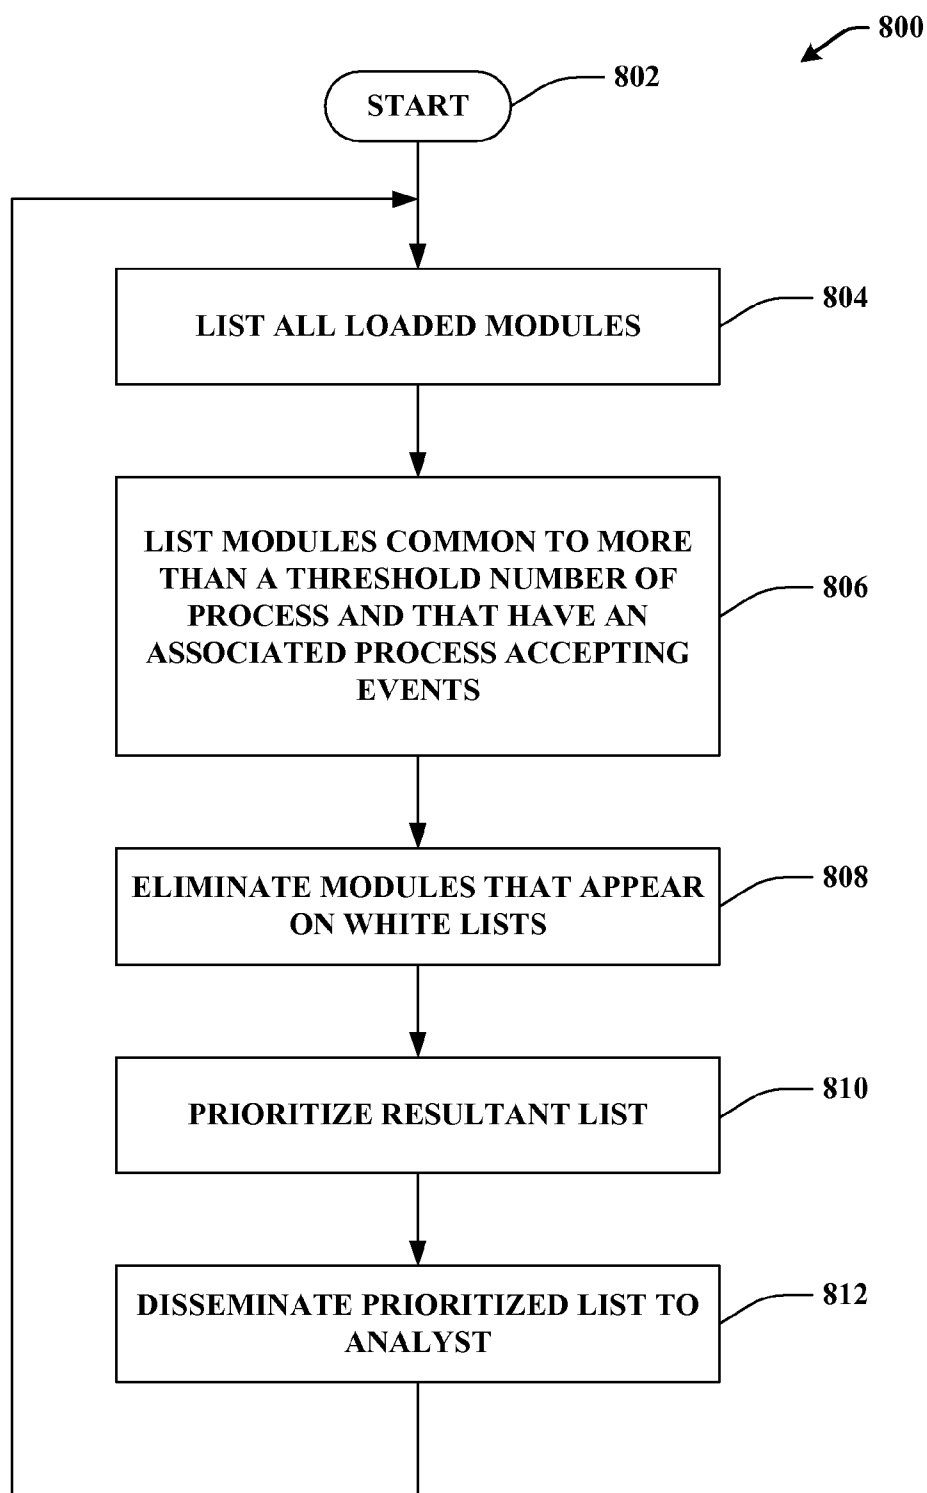 800
START
802
LIST ALL LOADED MODULES
804
LIST MODULES COMMON TO MORE
THAN A THRESHOLD NUMBER OF
PROCESS AND THAT HAVE AN
ASSOCIATED PROCESS ACCEPTING
EVENTS
806
ELIMINATE MODULES THAT APPEAR
ON WHITE LISTS
808
PRIORITIZE RESULTANT LIST
810
DISSEMINATE PRIORITIZED LIST TO
ANALYST
812